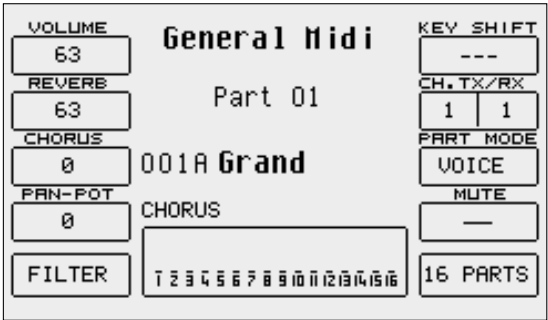 VOLUME
63
REVERB
63
CHORUS
0
PAN-POT
0
FILTER
General Midi
Part 01
001A Grand
CHORUS
1 2 3 4 5 6 7 8 9 10 11 12 13 14 15 16
KEY SHIFT
---
CH.TX/RX
1 1
PART MODE
VOICE
MUTE
—
16 PARTS